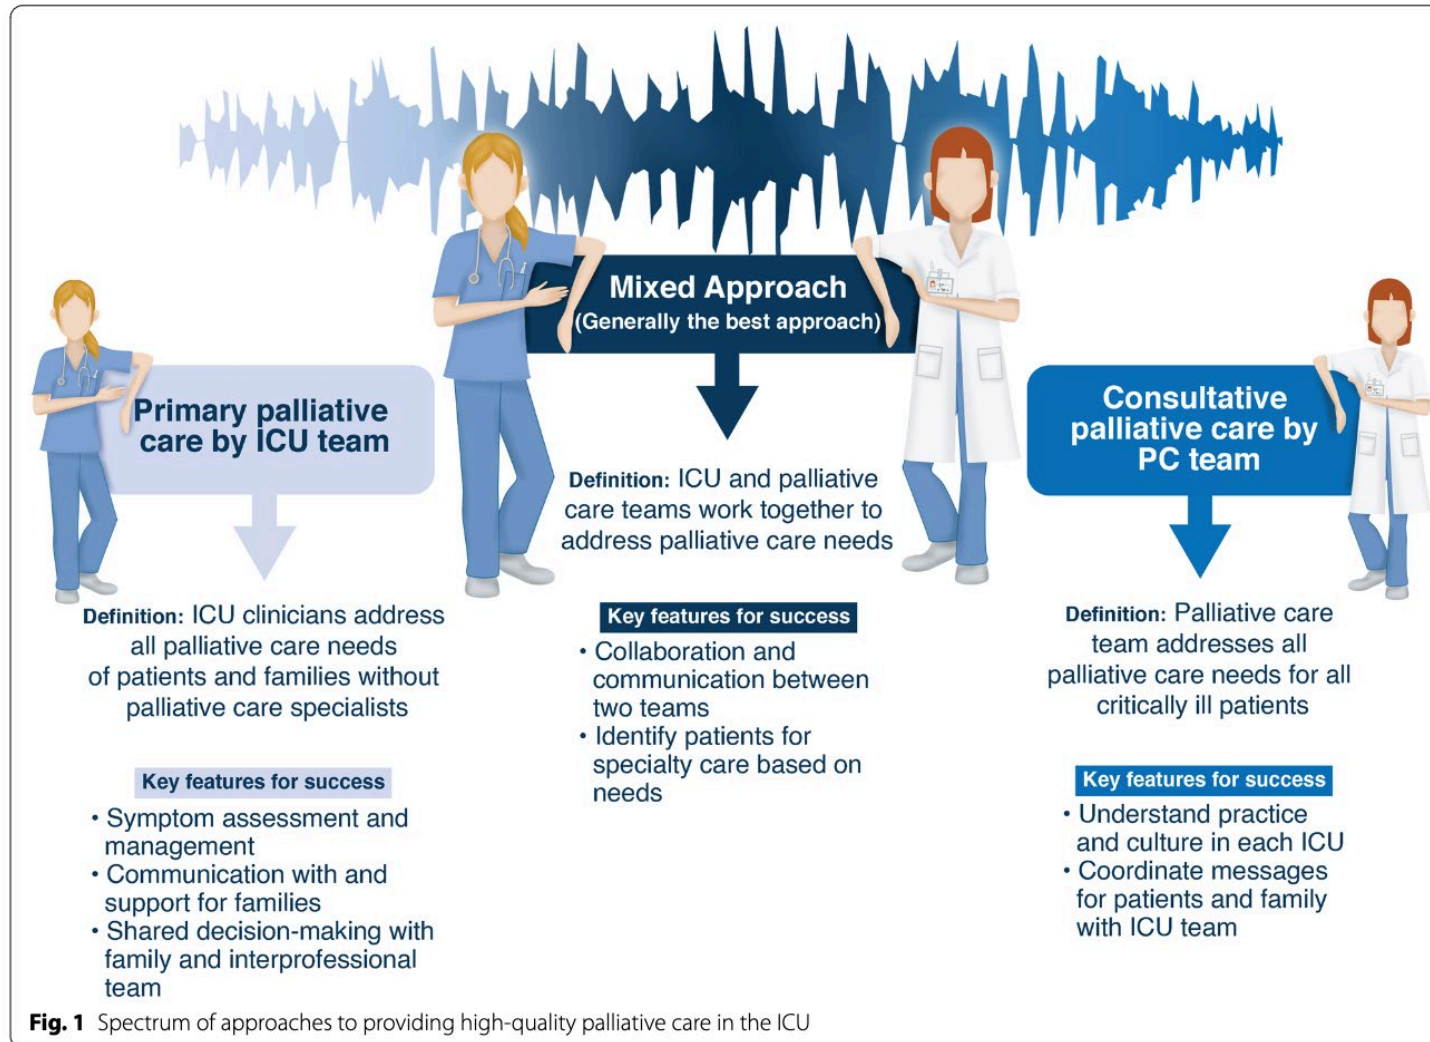 Mixed Approach
(Generally the best approach)
Definition: ICU and palliative
care teams work together to
address palliative care needs
Key features for success
• Collaboration and
communication between
two teams
• Identify patients for
specialty care based on
needs
Primary palliative
care by ICU team
Definition: ICU clinicians address
all palliative care needs
of patients and families without
palliative care specialists
Key features for success
• Symptom assessment and
management
• Communication with and
support for families
• Shared decision-making with
family and interprofessional
team
Consultative
palliative care by
PC team
Definition: Palliative care
team addresses all
palliative care needs for all
critically ill patients
Key features for success
• Understand practice
and culture in each ICU
• Coordinate messages
for patients and family
with ICU team
Fig. 1 Spectrum of approaches to providing high-quality palliative care in the ICU